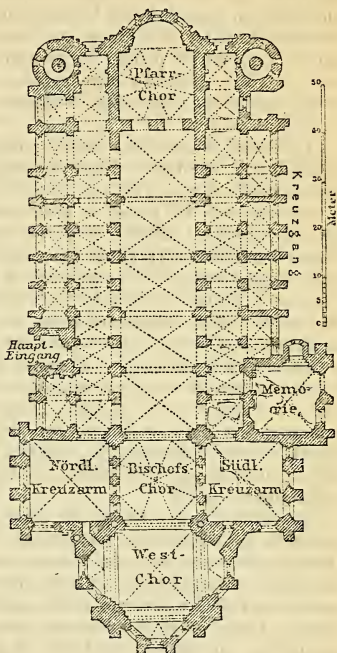 Pfarr-
Chor
50
40
30
20
10
0
Meter
Kreuzgang
Haupt-
Eingang
Memo-
rie.
Nördl.
Kreuzarm
Bischofs
Chor
Südl.
Kreuzarm
West-
Chor